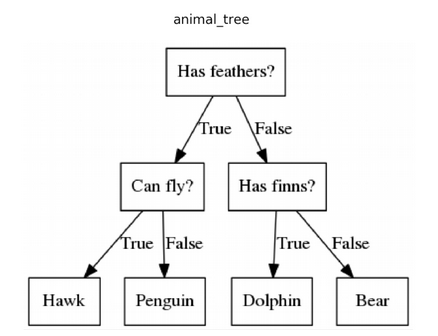 animal_tree
Has feathers?
True False
Can fly? Has finns?
True False True False
Hawk Penguin Dolphin Bear